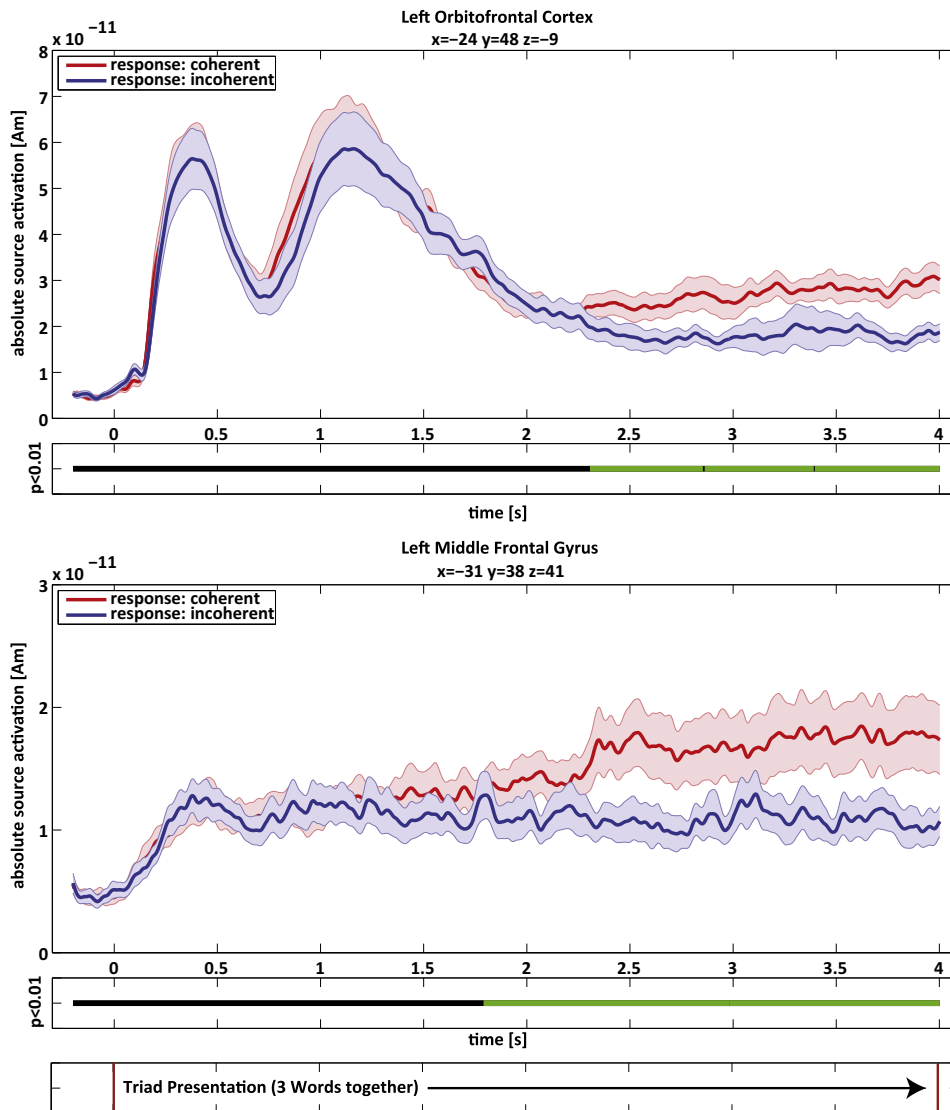 Left Orbitofrontal Cortex
x=−24 y=48 z=−9
x 10 −11
response: coherent
response: incoherent
absolute source activation [Am]
8
7
6
5
4
3
2
1
0
0 0.5 1 1.5 2 2.5 3 3.5 4
p<0.01
time [s]
Left Middle Frontal Gyrus
x=−31 y=38 z=41
x 10 −11
response: coherent
response: incoherent
absolute source activation [Am]
3
2
1
0
0 0.5 1 1.5 2 2.5 3 3.5 4
p<0.01
time [s]
Triad Presentation (3 Words together)